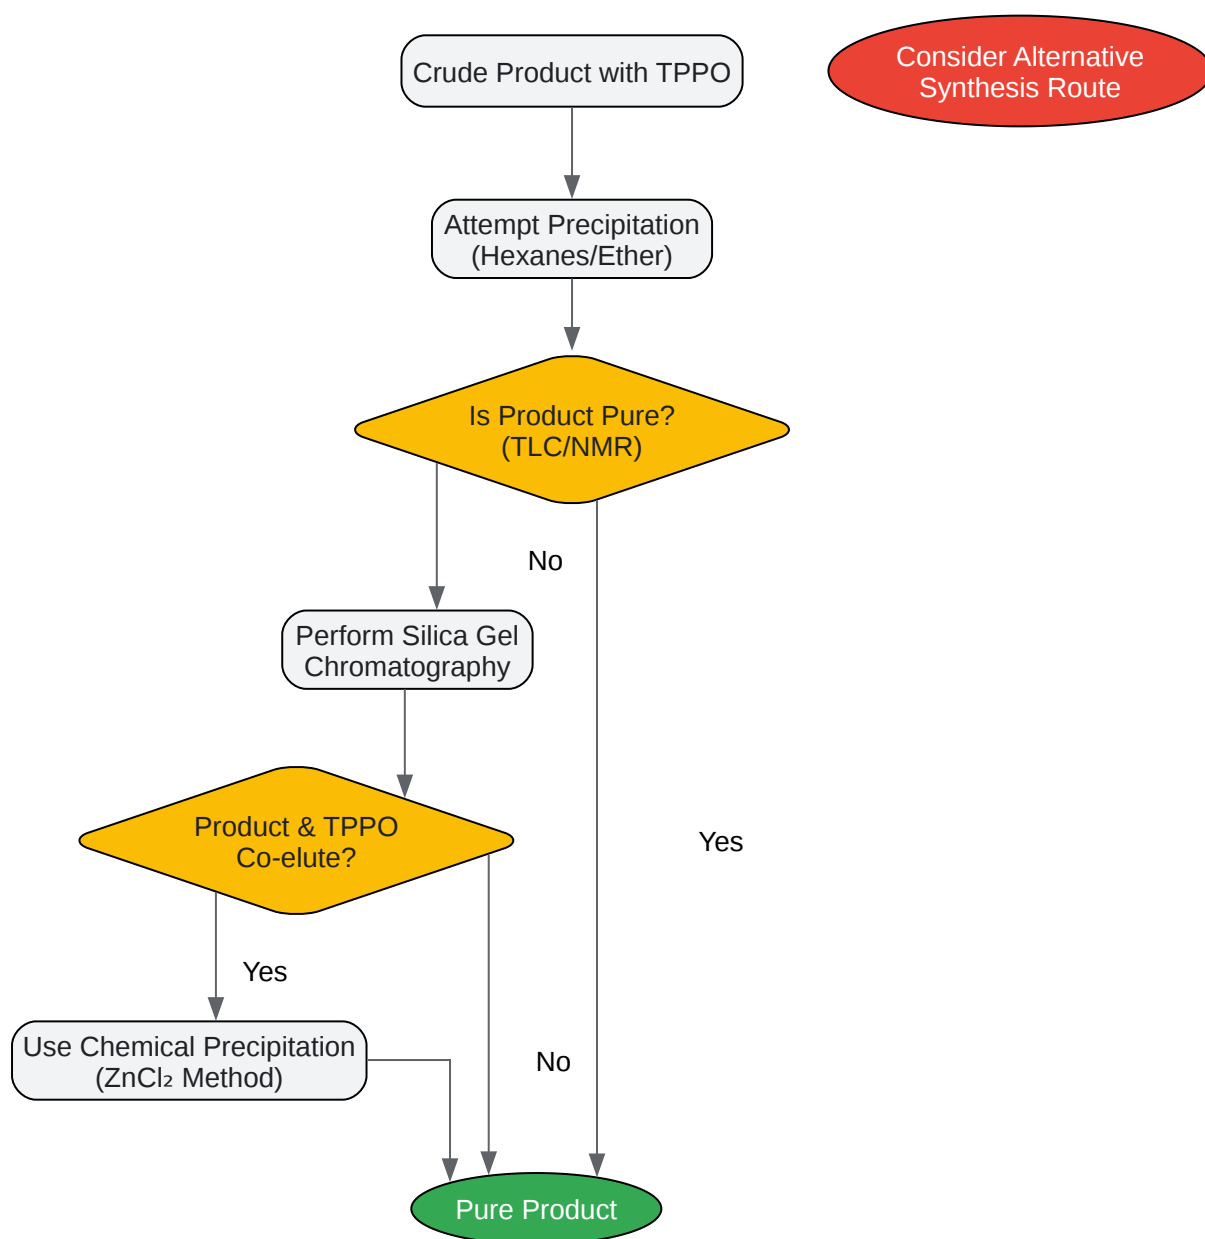 Crude Product with TPPO
Consider Alternative
Synthesis Route
Attempt Precipitation
(Hexanes/Ether)
Is Product Pure?
(TLC/NMR)
No
Perform Silica Gel
Chromatography
Product & TPPO
Co-elute?
Yes
Yes
Use Chemical Precipitation
(ZnCl₂ Method)
No
Pure Product